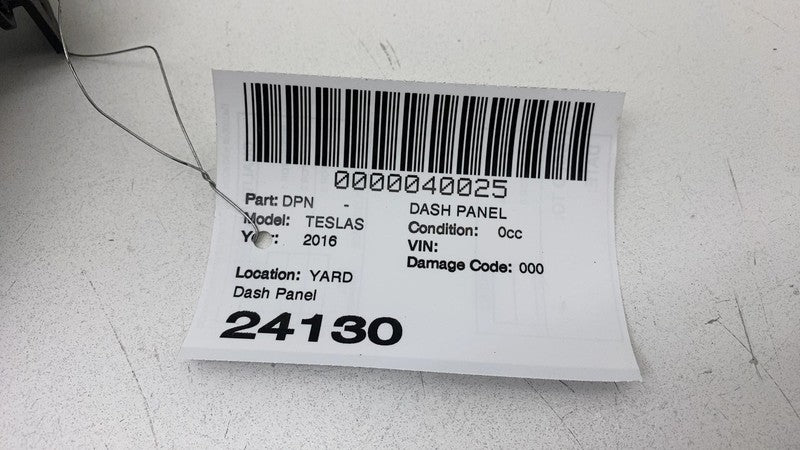 0000040025
Part: DPN - DASH PANEL
Model: TESLAS Condition: 0cc
Year: 2016 VIN:
Damage Code: 000
Location: YARD
Dash Panel
24130